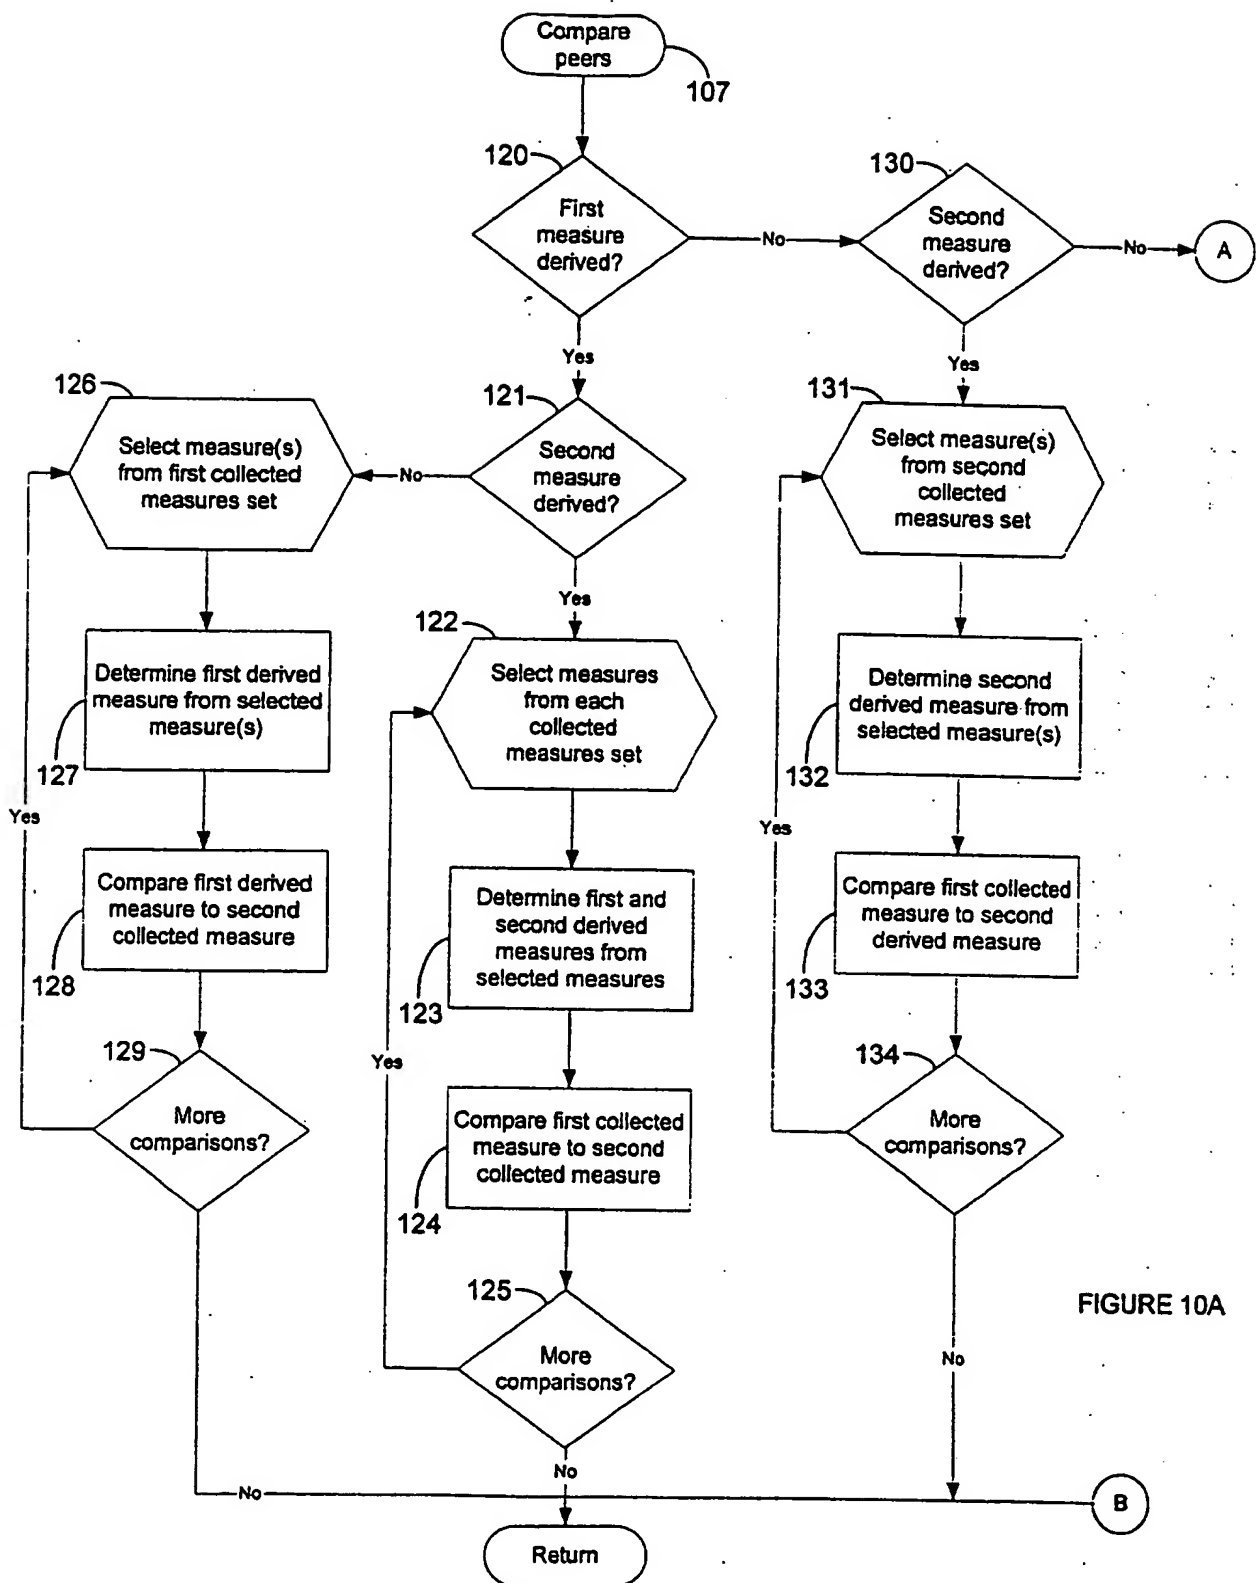 Compare
peers
107
120
First
measure
derived?
No
130
Second
measure
derived?
No
A
Yes
Yes
126
Select measure(s)
from first collected
measures set
No
121
Second
measure
derived?
131
Select measure(s)
from second
collected
measures set
Yes
122
Select measures
from each
collected
measures set
Determine first derived
measure from selected
measure(s)
127
Determine second
derived measure from
selected measure(s)
132
Yes
Yes
Compare first derived
measure to second
collected measure
128
Determine first and
second derived
measures from
selected measures
123
Compare first collected
measure to second
derived measure
133
129
More
comparisons?
Yes
134
More
comparisons?
Compare first collected
measure to second
collected measure
124
125
More
comparisons?
FIGURE 10A
No
No
No
B
Return